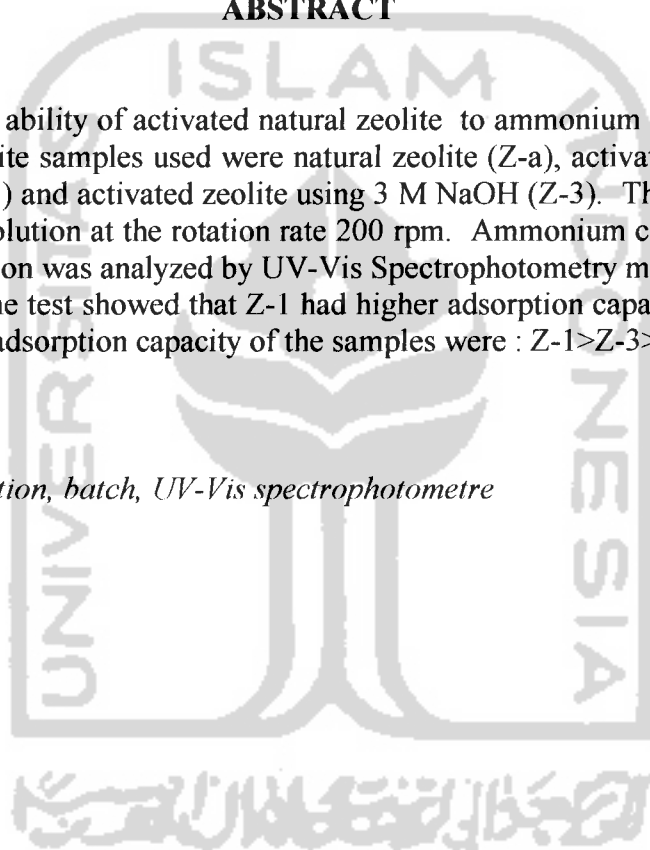 ABSTRACT
ISLAM
ability of activated natural zeolite to ammonium
ite samples used were natural zeolite (Z-a), activat
) and activated zeolite using 3 M NaOH (Z-3). Th
olution at the rotation rate 200 rpm. Ammonium c
on was analyzed by UV-Vis Spectrophotometry m
ne test showed that Z-1 had higher adsorption capa
adsorption capacity of the samples were : Z-1>Z-3>
tion, batch, UV-Vis spectrophotometre
UNIVERSITAS
INDONESIA